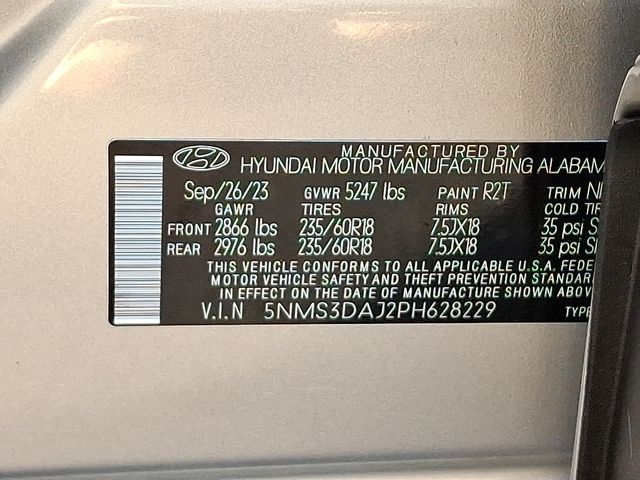 MANUFACTURED BY
HYUNDAI MOTOR MANUFACTURING ALABAM
Sep/26/23 GVWR 5247 lbs PAINT R2T TRIM
GAWR TIRES RIMS COLD TIR
FRONT 2866 lbs 235/60R18 7.5JX18 35 psi
REAR 2976 lbs 235/60R18 7.5JX18 35 psi
THIS VEHICLE CONFORMS TO ALL APPLICABLE U.S.A. FEDE
MOTOR VEHICLE SAFETY AND THEFT PREVENTION STANDAR
IN EFFECT ON THE DATE OF MANUFACTURE SHOWN ABOV
V.I.N 5NMS3DAJ2PH628229 TYP